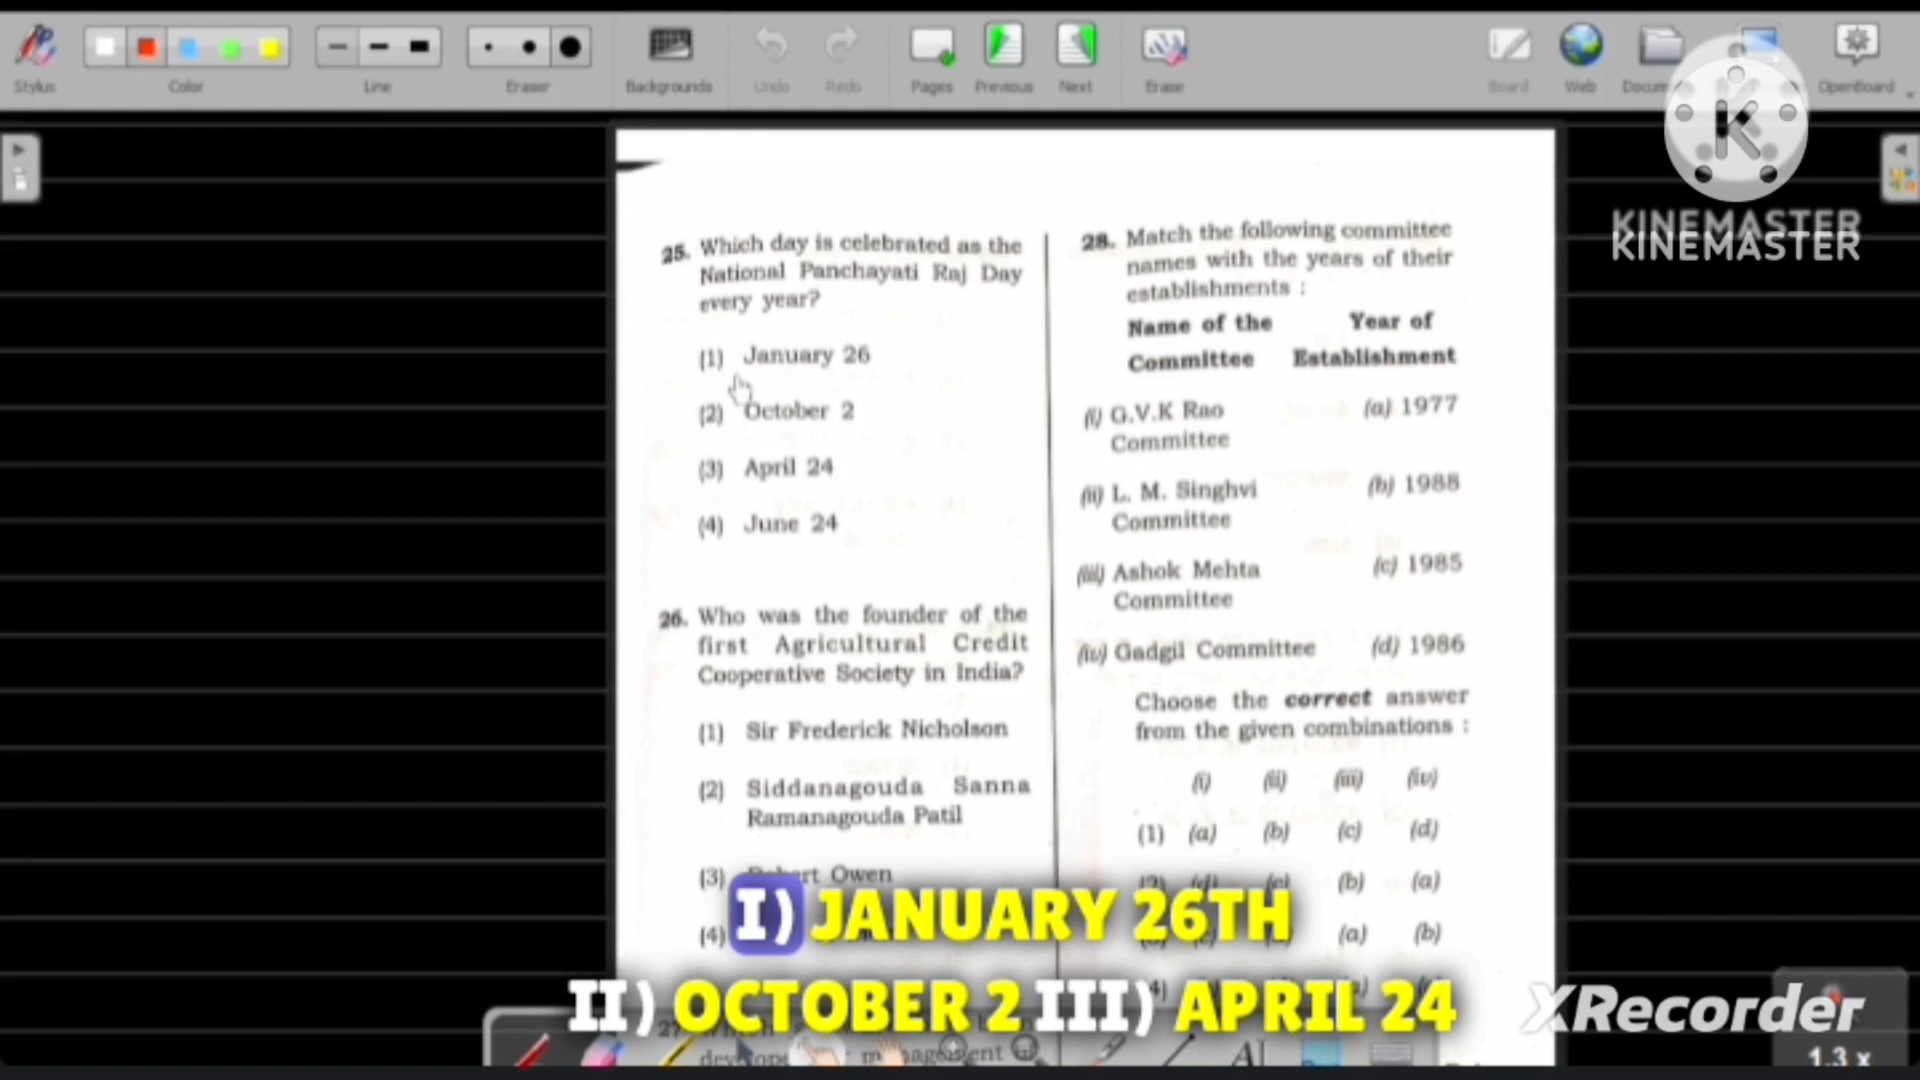 Stylus
Color
Line
Eraser
Backgrounds
Undo
Redo
Pages
Previous
Next
Erase
Board
Web
OpenBoard
KINEMASTER
KINEMASTER
25. Which day is celebrated as the
National Panchayati Raj Day
every year?
(1) January 26
(2) October 2
(3) April 24
(4) June 24
26. Who was the founder of the
first Agricultural Credit
Cooperative Society in India?
(1) Sir Frederick Nicholson
(2) Siddanagouda Sanna
Ramanagouda Patil
(3) Owen
(4)
28. Match the following committee
names with the years of their
establishments :
Name of the Year of
Committee Establishment
(i) G.V.K Rao (a) 1977
Committee
(ii) L. M. Singhvi (b) 1988
Committee
(iii) Ashok Mehta (c) 1985
Committee
(iv) Gadgil Committee (d) 1986
Choose the correct answer
from the given combinations :
(i) (ii) (iii) (iv)
(1) (a) (b) (c) (d)
(b) (a)
(a) (b)
I) JANUARY 26TH
II) OCTOBER 2 III) APRIL 24
XRecorder
1.3 x